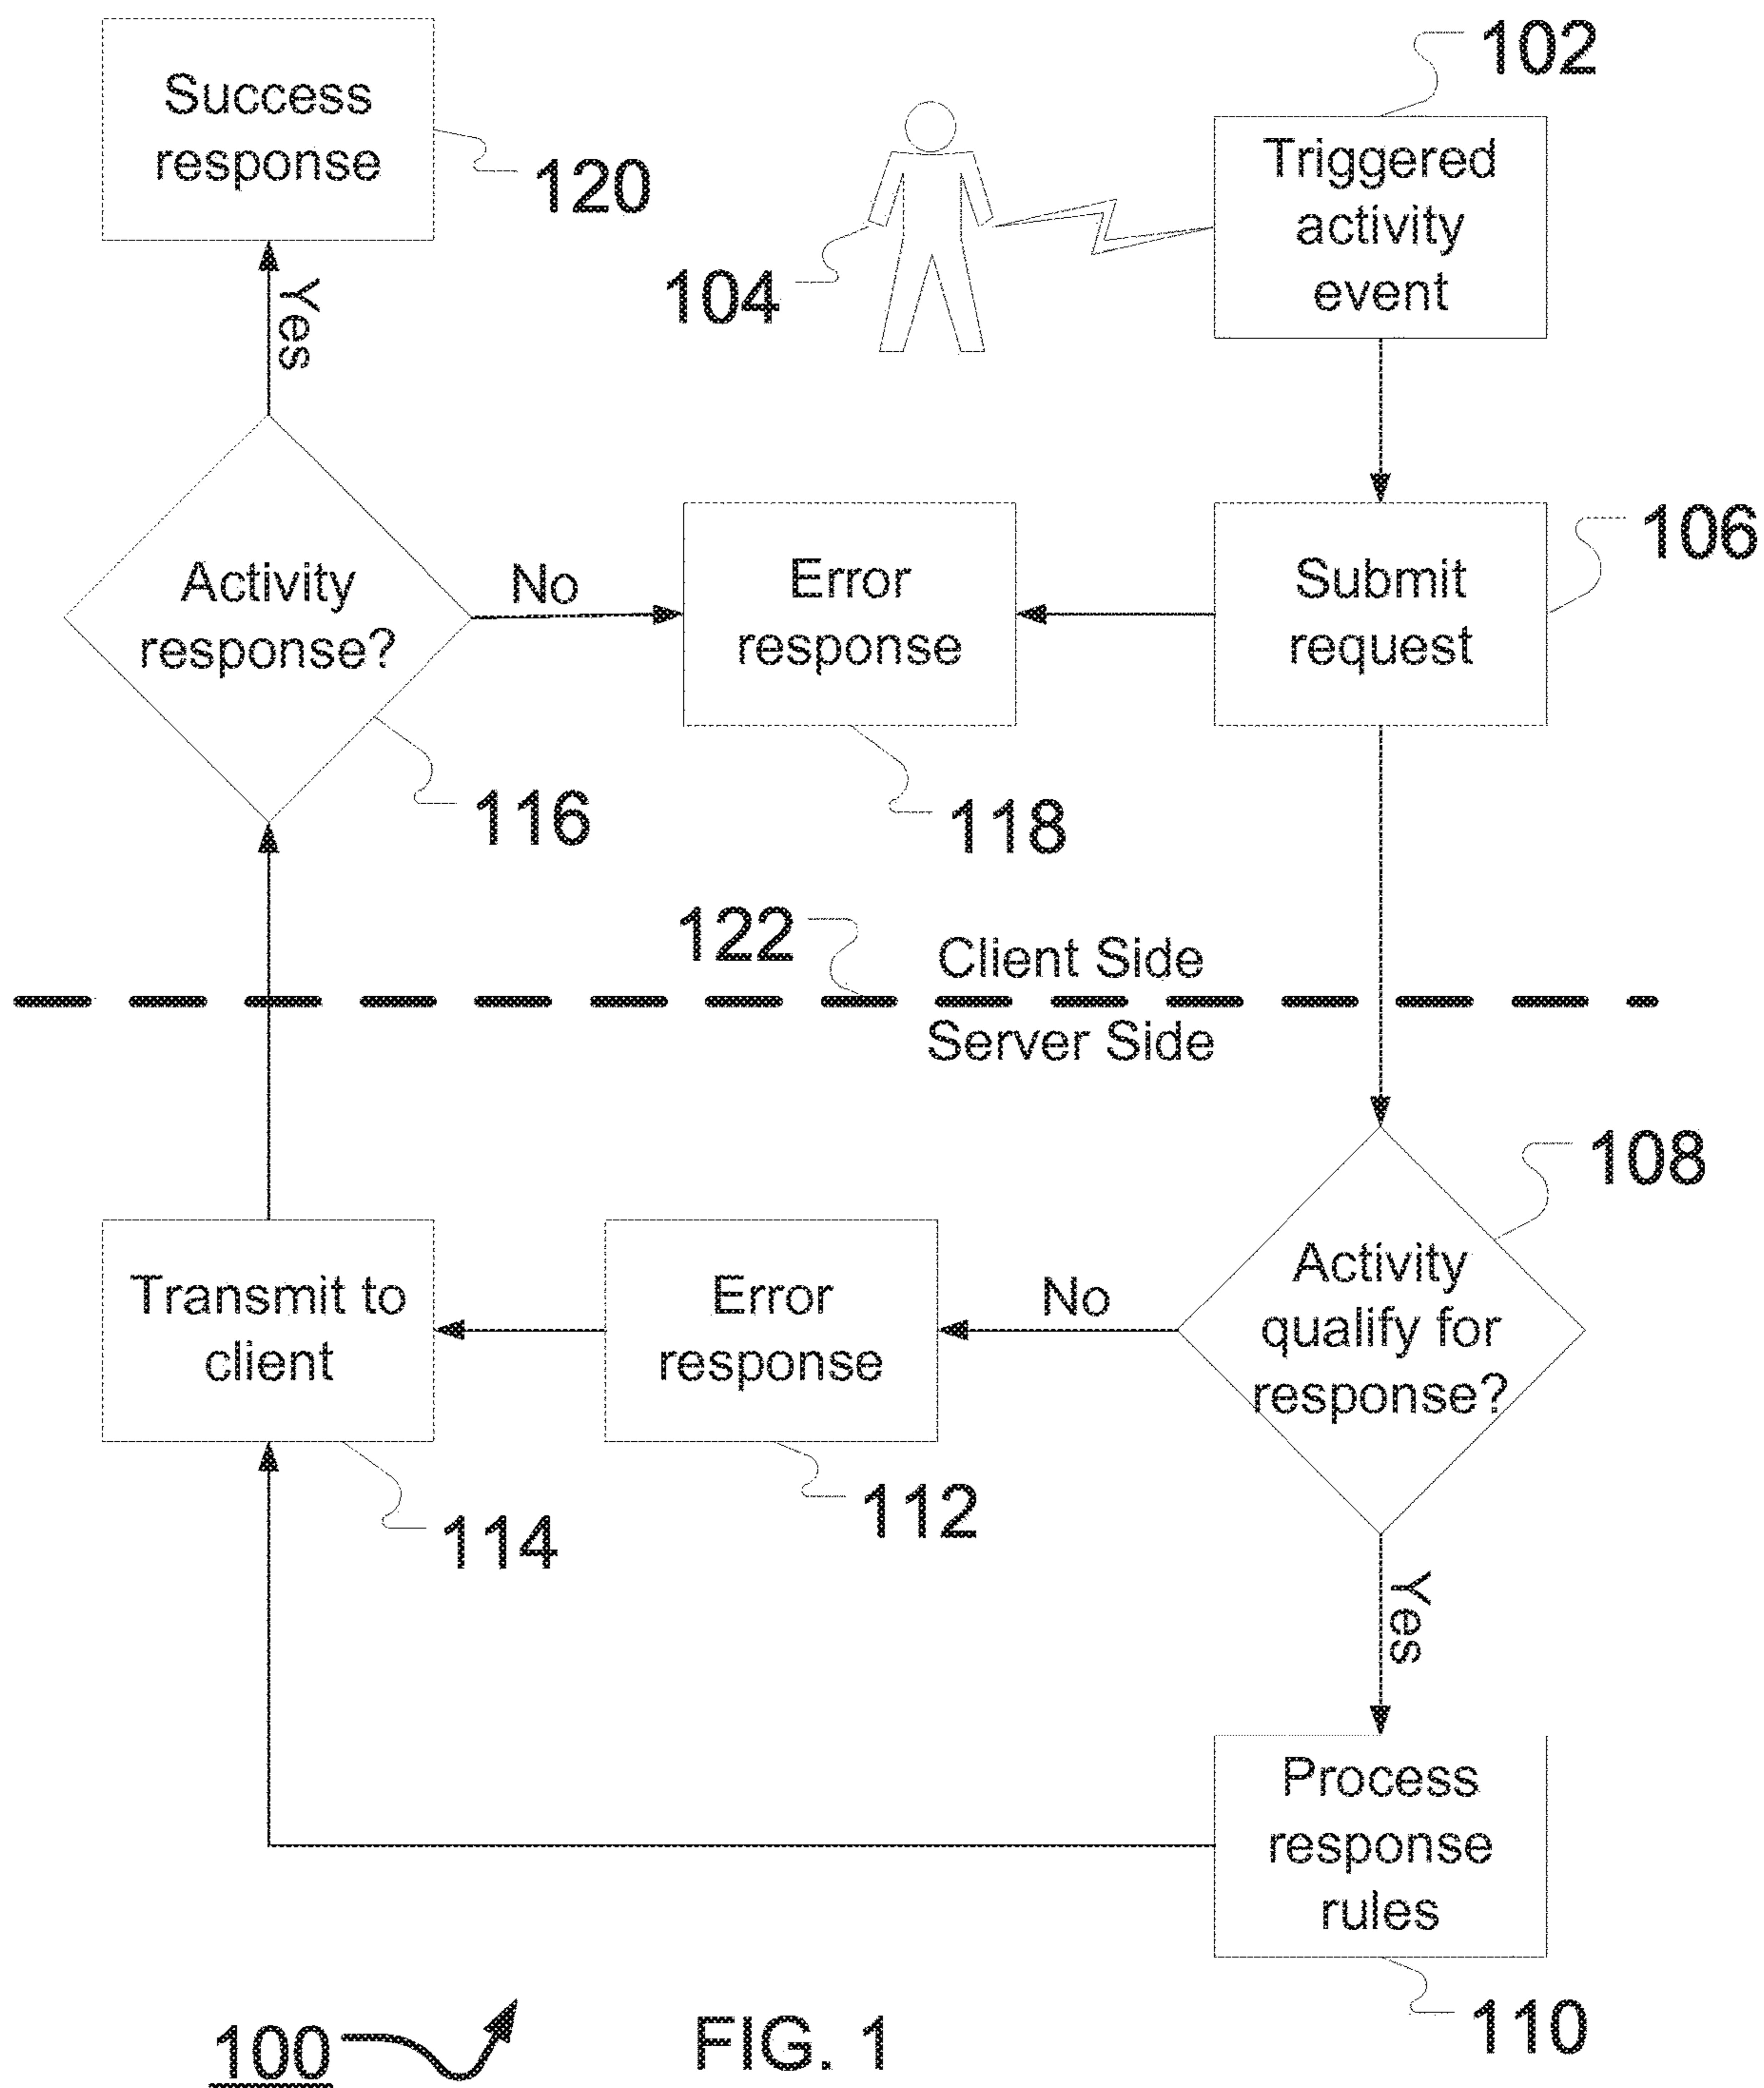 102
Success
response
120
Triggered
activity
event
104
Yes
106
Activity
response?
No
Error
response
Submit
request
116
118
122
Client Side
Server Side
108
Transmit to
client
Error
response
No
Activity
qualify for
response?
114
112
Yes
Process
response
rules
110
100
FIG. 1